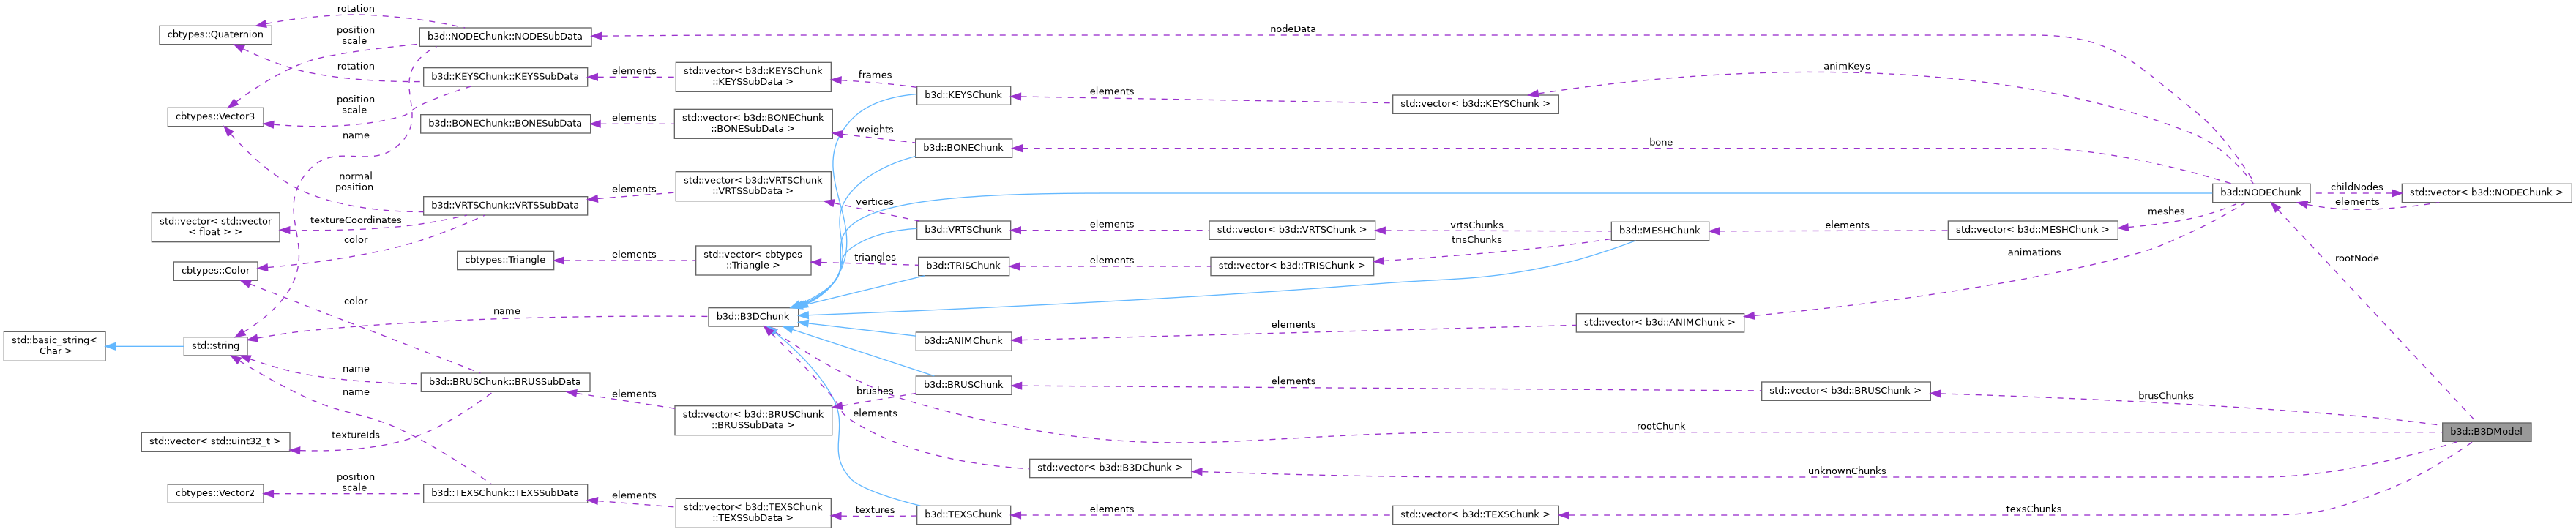 rotation
cbtypes::Quaternion
position
scale
b3d::NODEChunk::NODESubData
nodeData
rotation
b3d::KEYSChunk::KEYSSubData
elements
std::vector< b3d::KEYSChunk
::KEYSSubData >
frames
b3d::KEYSChunk
elements
animKeys
std::vector< b3d::KEYSChunk >
position
scale
cbtypes::Vector3
name
b3d::BONEChunk::BONESubData
elements
std::vector< b3d::BONEChunk
::BONESubData >
weights
b3d::BONEChunk
bone
normal
position
b3d::VRTSChunk::VRTSSubData
elements
std::vector< b3d::VRTSChunk
::VRTSSubData >
vertices
b3d::NODEChunk
childNodes
elements
std::vector< b3d::NODEChunk >
std::vector< std::vector
< float > >
textureCoordinates
color
b3d::VRTSChunk
elements
std::vector< b3d::VRTSChunk >
vrtsChunks
trisChunks
b3d::MESHChunk
elements
std::vector< b3d::MESHChunk >
meshes
cbtypes::Color
cbtypes::Triangle
elements
std::vector< cbtypes
::Triangle >
triangles
b3d::TRISChunk
elements
std::vector< b3d::TRISChunk >
animations
rootNode
color
name
b3d::B3DChunk
std::basic_string<
Char >
std::string
b3d::ANIMChunk
elements
std::vector< b3d::ANIMChunk >
name
name
b3d::BRUSChunk::BRUSSubData
elements
std::vector< b3d::BRUSChunk
::BRUSSubData >
brushes
elements
b3d::BRUSChunk
elements
std::vector< b3d::BRUSChunk >
brusChunks
std::vector< std::uint32_t >
textureIds
rootChunk
b3d::B3DModel
std::vector< b3d::B3DChunk >
unknownChunks
cbtypes::Vector2
position
scale
b3d::TEXSChunk::TEXSSubData
elements
std::vector< b3d::TEXSChunk
::TEXSSubData >
textures
b3d::TEXSChunk
elements
std::vector< b3d::TEXSChunk >
texsChunks